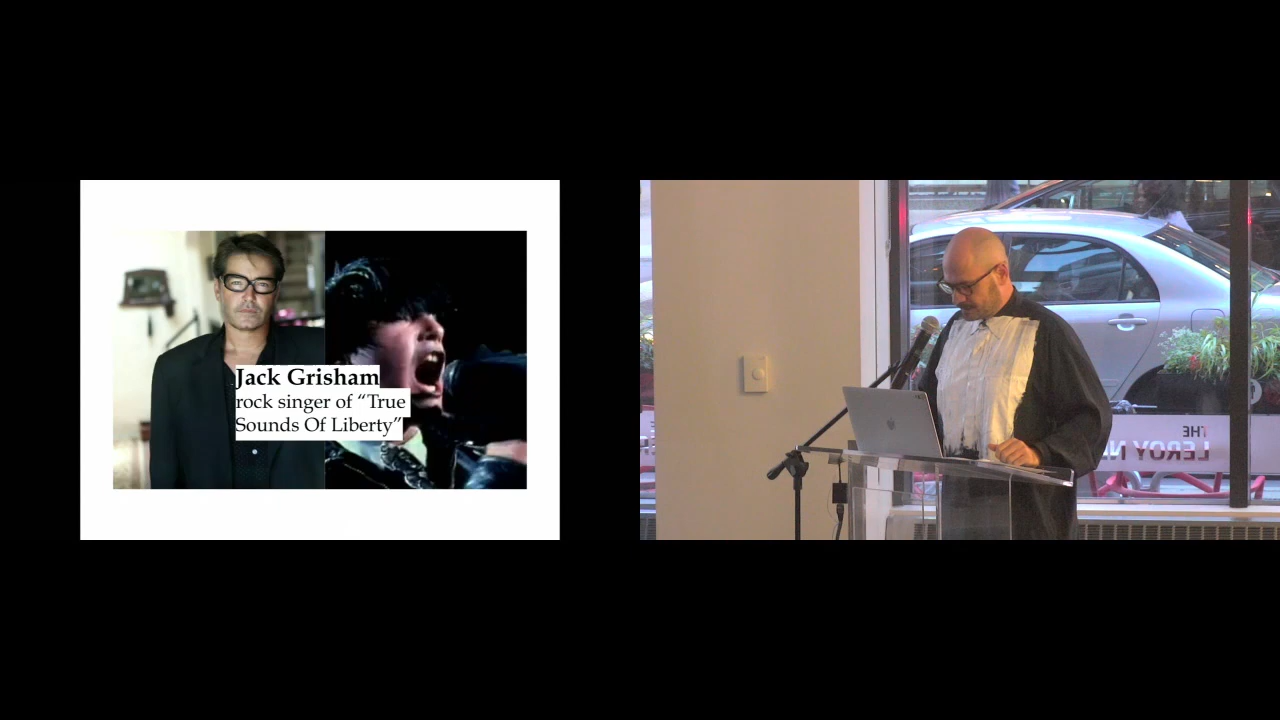 Jack Grisham
rock singer of “True
Sounds Of Liberty”
THE
LEROY